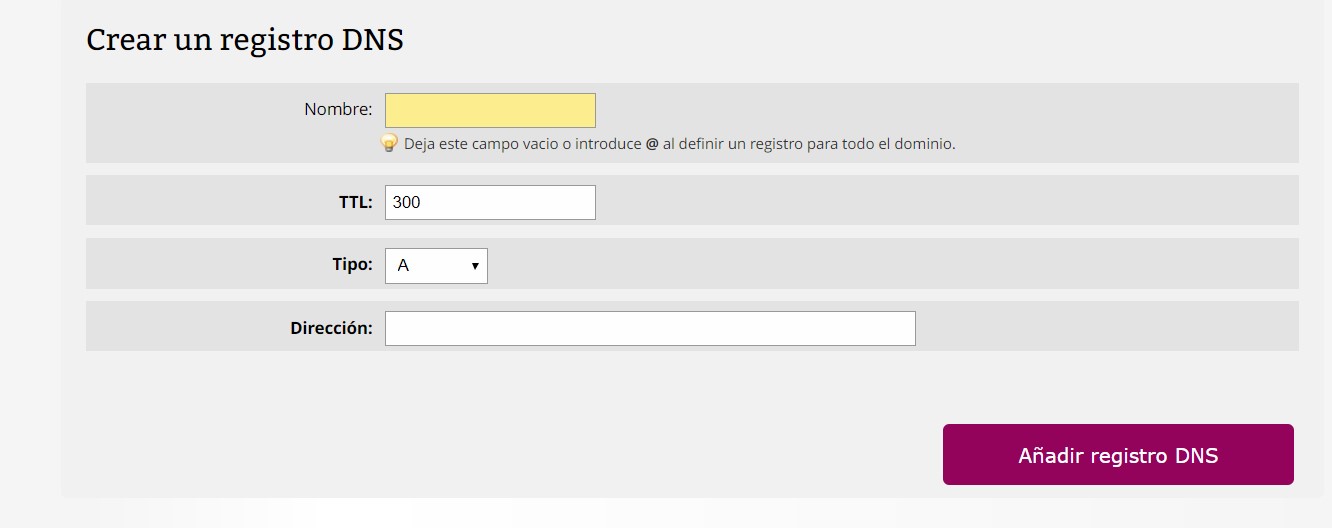 Crear un registro DNS
Nombre:
Deja este campo vacio o introduce @ al definir un registro para todo el dominio.
TTL: 300
Tipo: A
Dirección:
Añadir registro DNS